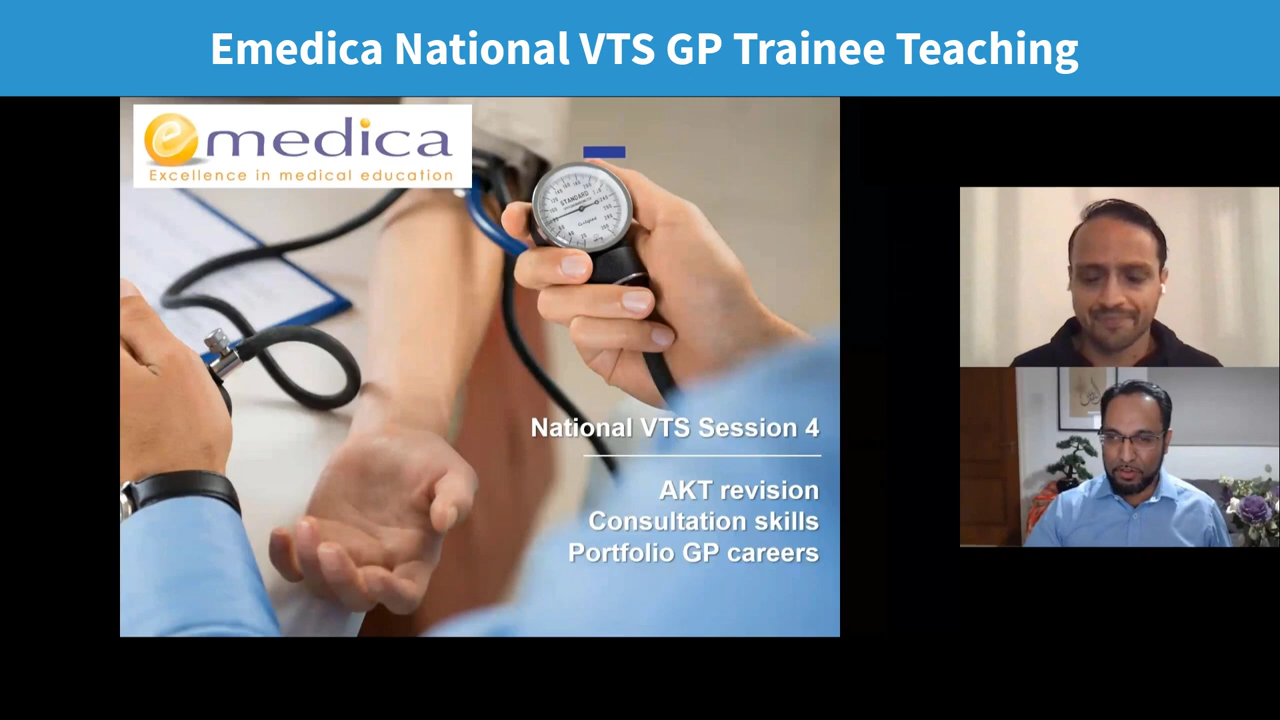 Emedica National VTS GP Trainee Teaching
emedica
Excellence in medical education
STANDARD
National VTS Session 4
AKT revision
Consultation skills
Portfolio GP careers